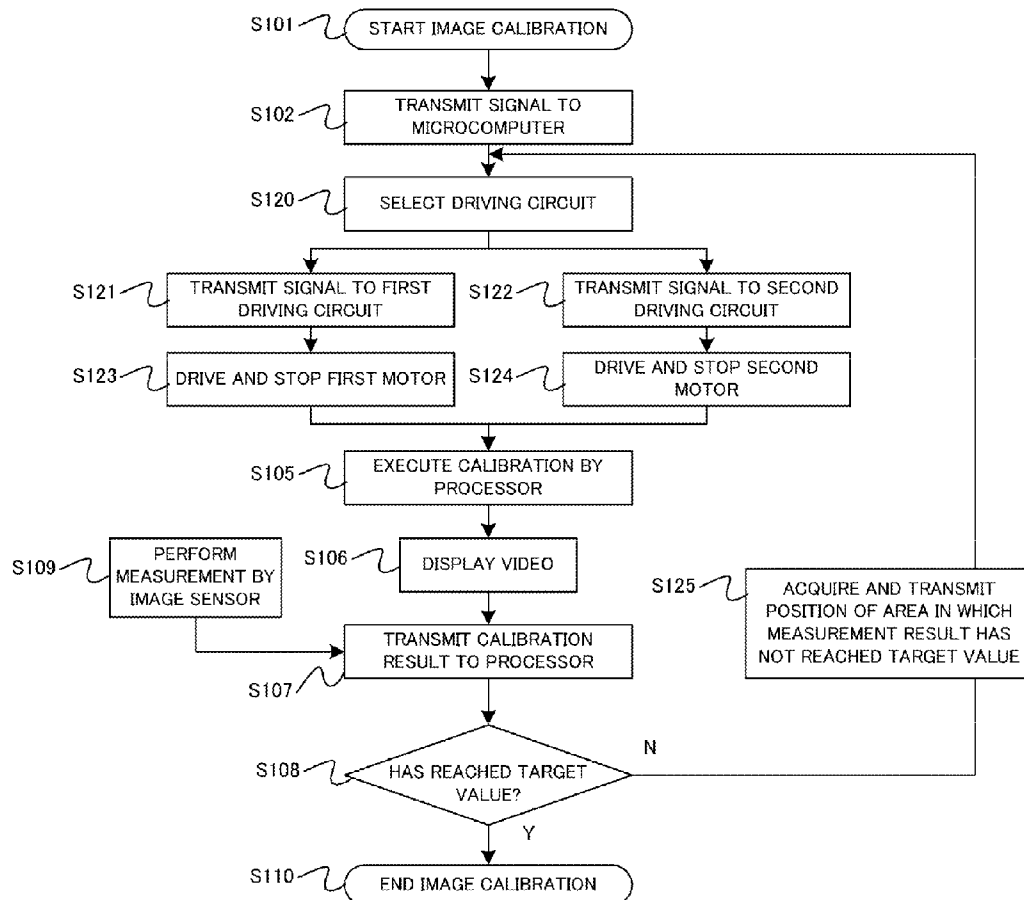 S101
START IMAGE CALIBRATION
S102
TRANSMIT SIGNAL TO
MICROCOMPUTER
S120
SELECT DRIVING CIRCUIT
S121
TRANSMIT SIGNAL TO FIRST
DRIVING CIRCUIT
S122
TRANSMIT SIGNAL TO SECOND
DRIVING CIRCUIT
S123
DRIVE AND STOP FIRST MOTOR
S124
DRIVE AND STOP SECOND
MOTOR
S105
EXECUTE CALIBRATION BY
PROCESSOR
S109
PERFORM
MEASUREMENT BY
IMAGE SENSOR
S106
DISPLAY VIDEO
S125
ACQUIRE AND TRANSMIT
POSITION OF AREA IN WHICH
MEASUREMENT RESULT HAS
NOT REACHED TARGET VALUE
S107
TRANSMIT CALIBRATION
RESULT TO PROCESSOR
S108
HAS REACHED TARGET
VALUE?
N
Y
S110
END IMAGE CALIBRATION